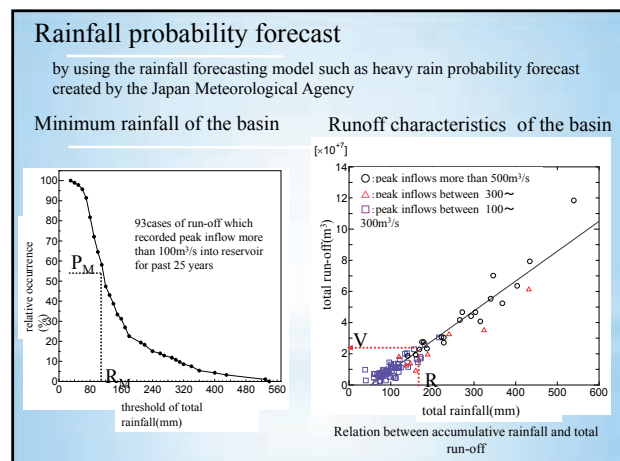 Rainfall probability forecast
by using the rainfall forecasting model such as heavy rain probability forecast
created by the Japan Meteorological Agency
Minimum rainfall of the basin
100
90
80
70
60
50
40
30
20
10
0
relative occurrence
(%)
93cases of run-off which
recorded peak inflow more
than 100m³/s into reservoir
for past 25 years
P_M
R_M
0 80 160 240 320 400 480 560
threshold of total
rainfall(mm)
Runoff characteristics of the basin
[×10⁺⁷]
14
12
10
8
6
4
2
0
total run-off(m³)
○:peak inflows more than 500m³/s
△:peak inflows between 300～
□:peak inflows between 100～
300m³/s
V
R
0 100 200 300 400 500 600
total rainfall(mm)
Relation between accumulative rainfall and total
run-off